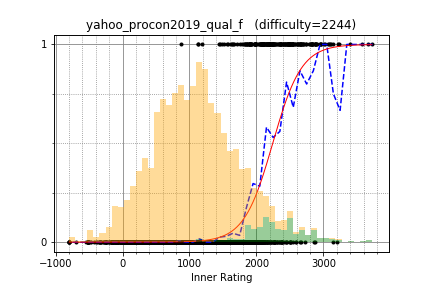 yahoo_procon2019_qual_f (difficulty=2244)
1
0
-1000 0 1000 2000 3000
Inner Rating